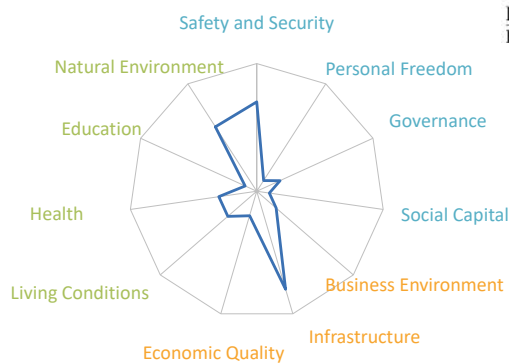 Safety and Security
Natural Environment
Personal Freedom
Education
Governance
Health
Social Capital
Living Conditions
Business Environment
Infrastructure
Economic Quality